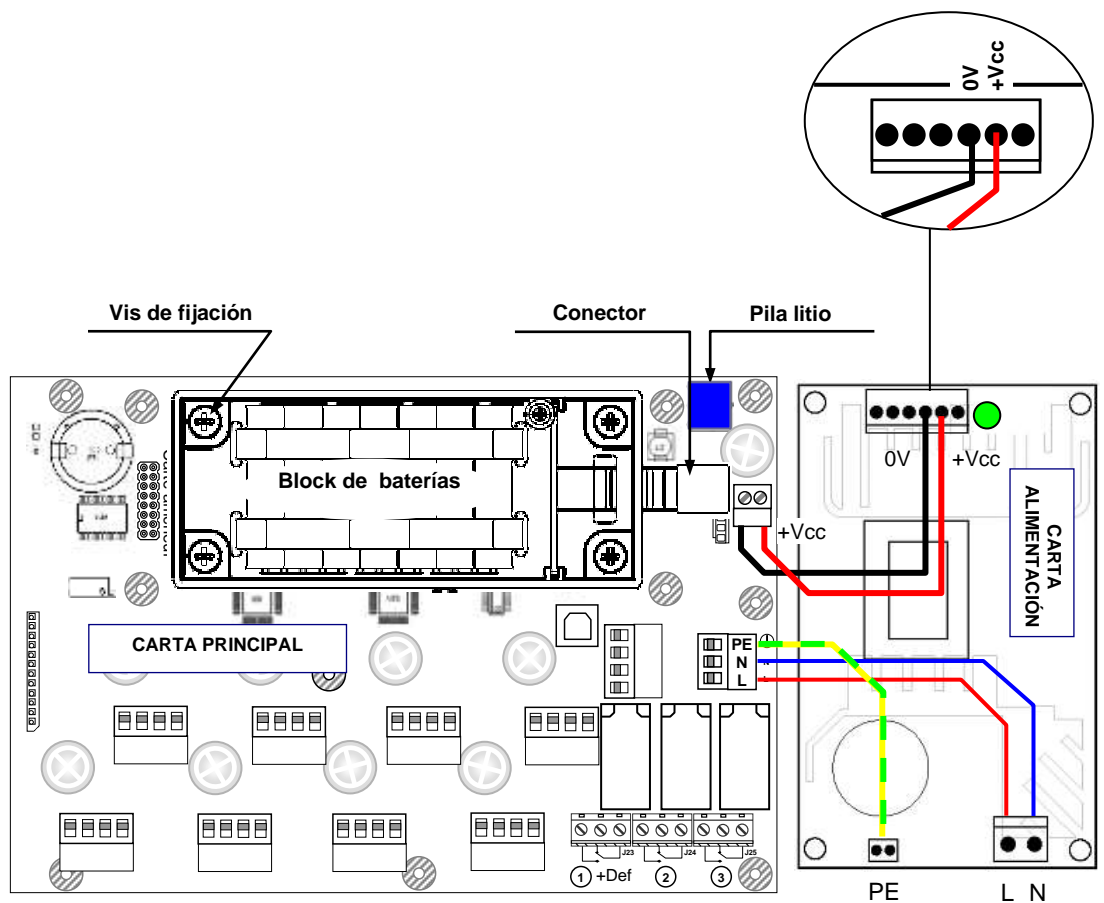 0V
+Vcc
Vis de fijación
Conector
Pila litio
Block de baterías
0V
+Vcc
+Vcc
CARTA
ALIMENTACIÓN
CARTA PRINCIPAL
PE
N
L
J23
J24
J25
1 +Def
2
3
PE
L N